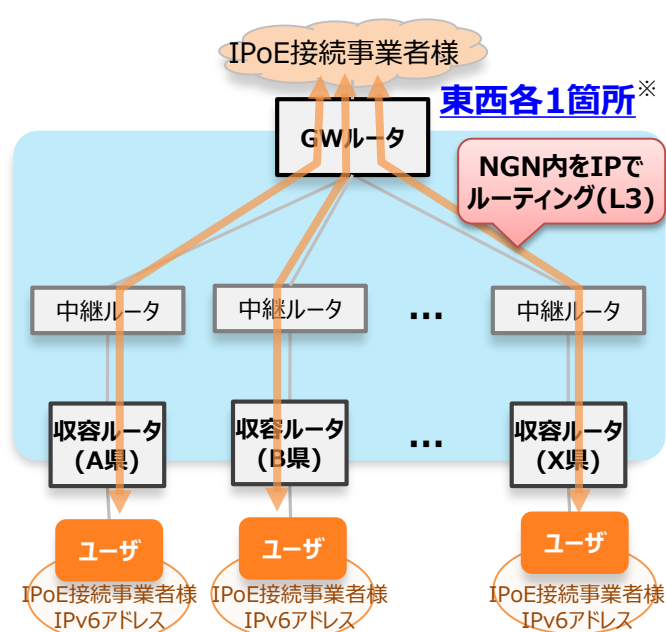 IPoE接続事業者様
東西各1箇所※
GWルータ
NGN内をIPで
ルーティング(L3)
中継ルータ
中継ルータ
...
中継ルータ
収容ルータ
(A県)
収容ルータ
(B県)
...
収容ルータ
(X県)
ユーザ
ユーザ
ユーザ
IPoE接続事業者様
IPv6アドレス
IPoE接続事業者様
IPv6アドレス
IPoE接続事業者様
IPv6アドレス